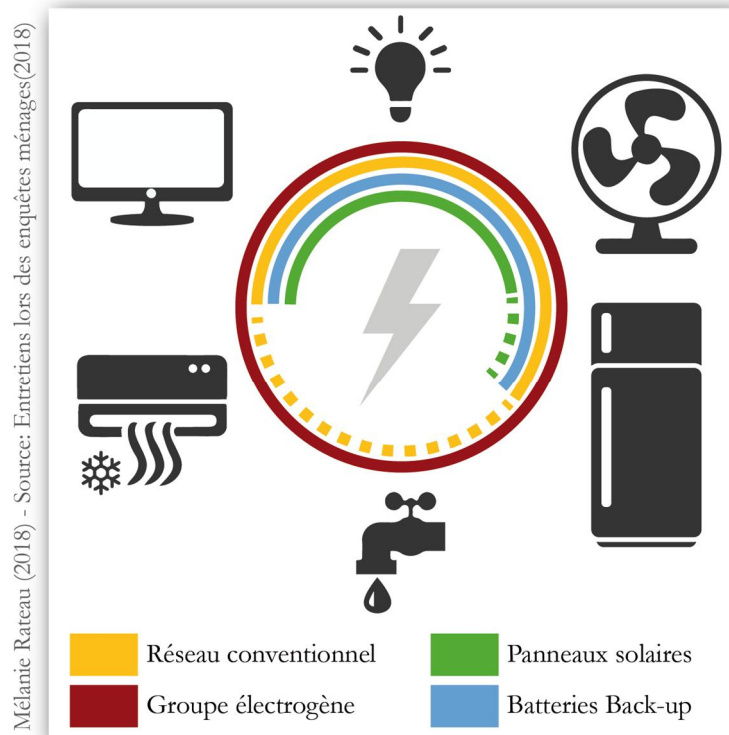 Mélanie Rateau (2018) - Source: Entretiens lors des enquêtes ménages(2018)
Réseau conventionnel
Panneaux solaires
Groupe électrogène
Batteries Back-up